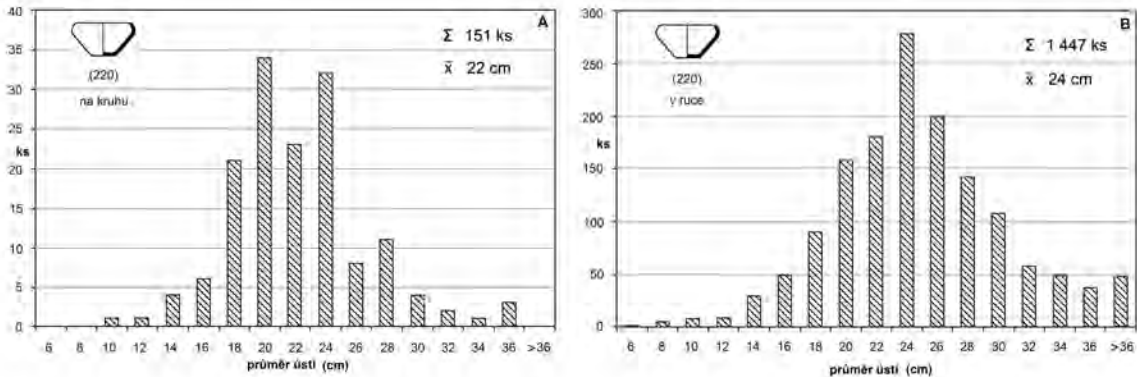 A
40
35
30
25
20
15
10
5
0
ks
(220)
na kruhu
Σ 151 ks
x̄ 22 cm
6 8 10 12 14 16 18 20 22 24 26 28 30 32 34 36 >36
průměr ústí (cm)
B
300
250
200
150
100
50
0
ks
(220)
v ruce
Σ 1 447 ks
x̄ 24 cm
6 8 10 12 14 16 18 20 22 24 26 28 30 32 34 36 >36
průměr ústí (cm)